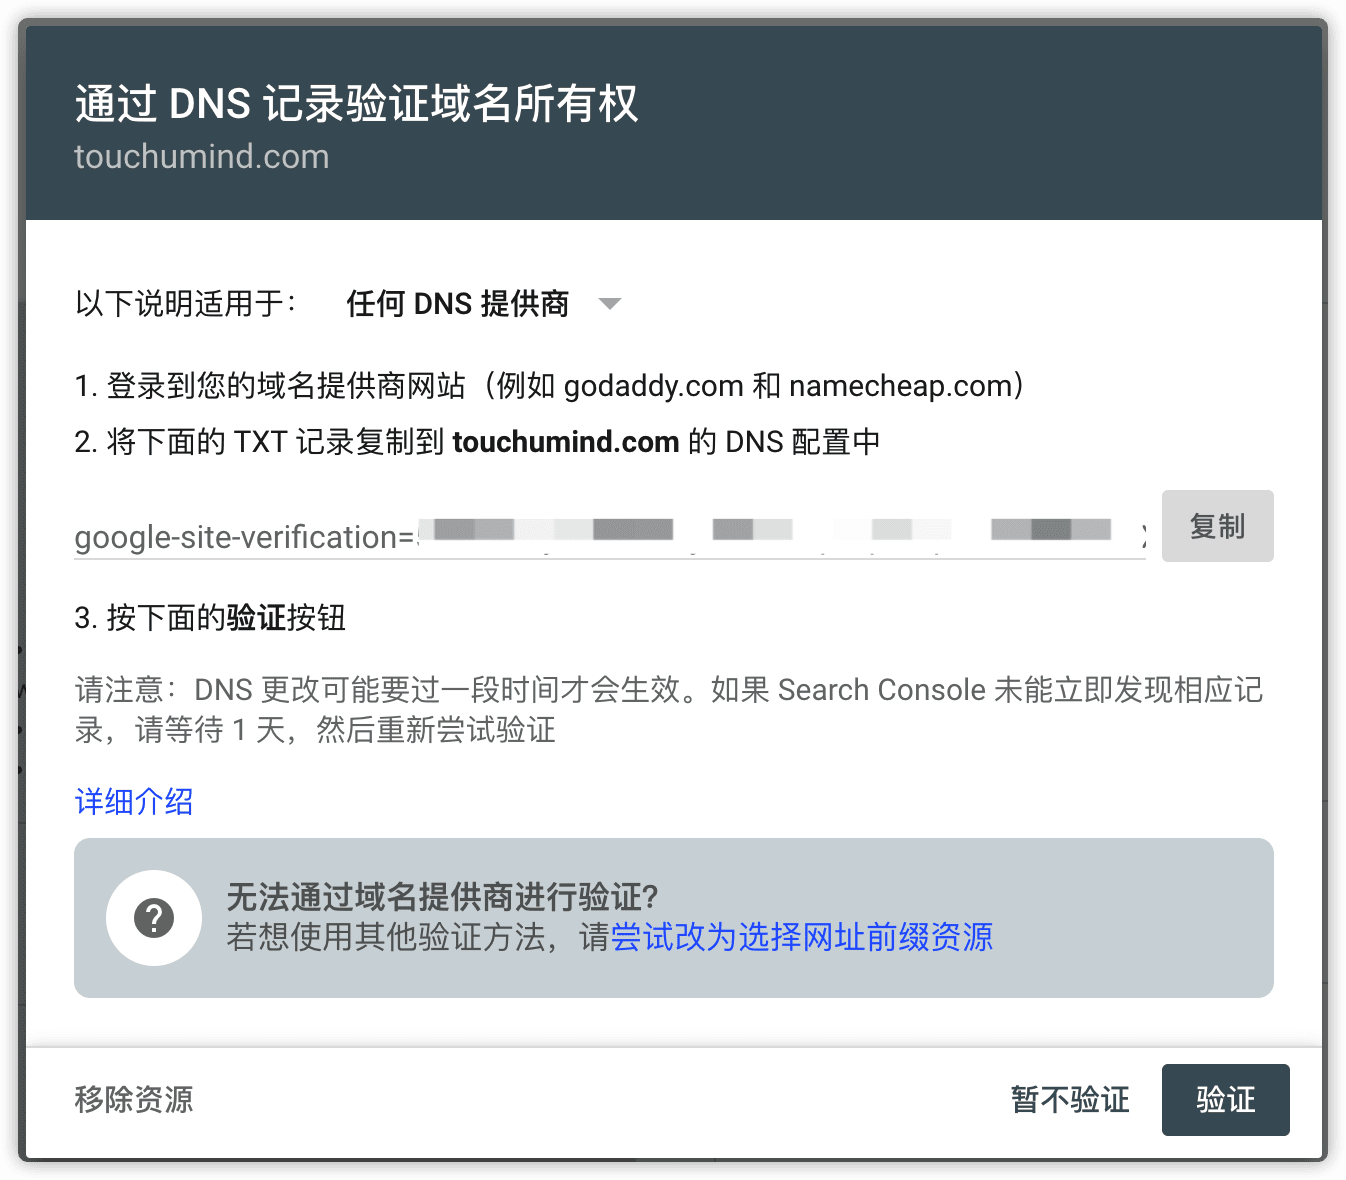 通过 DNS 记录验证域名所有权
touchumind.com
以下说明适用于： 任何 DNS 提供商
1. 登录到您的域名提供商网站（例如 godaddy.com 和 namecheap.com）
2. 将下面的 TXT 记录复制到 touchumind.com 的 DNS 配置中
google-site-verification=
复制
3. 按下面的验证按钮
请注意：DNS 更改可能要过一段时间才会生效。如果 Search Console 未能立即发现相应记
录，请等待 1 天，然后重新尝试验证
详细介绍
无法通过域名提供商进行验证?
若想使用其他验证方法，请尝试改为选择网址前缀资源
移除资源 暂不验证 验证